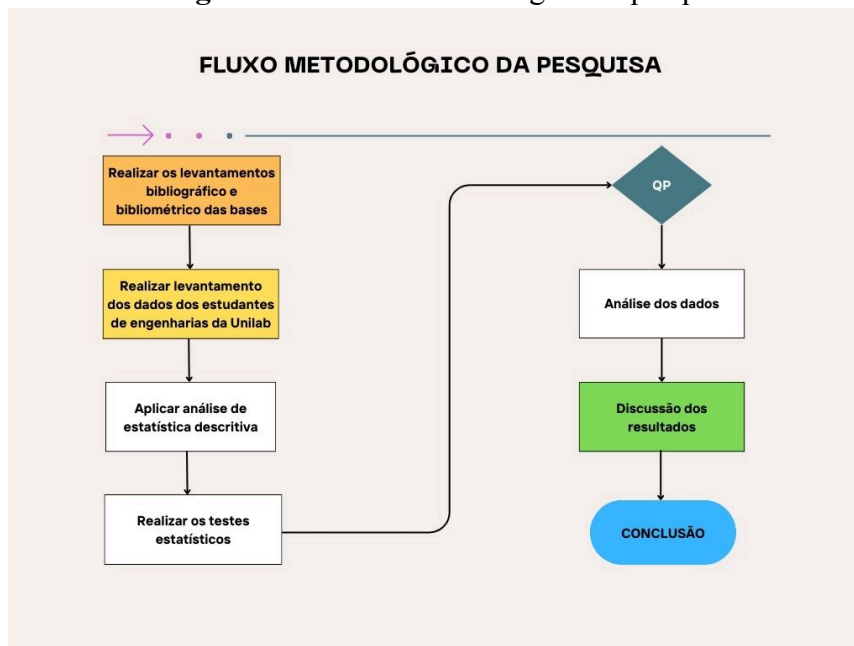 FLUXO METODOLÓGICO DA PESQUISA
Realizar os levantamentos
bibliográfico e
bibliométrico das bases
Realizar levantamento
dos dados dos estudantes
de engenharias da Unilab
Aplicar análise de
estatística descritiva
Realizar os testes
estatísticos
QP
Análise dos dados
Discussão dos
resultados
CONCLUSÃO